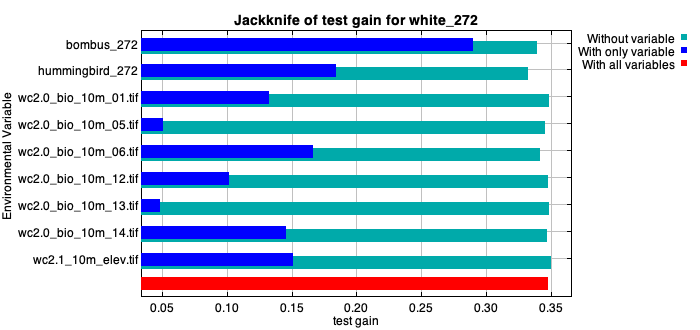 Jackknife of test gain for white_272
Without variable
With only variable
With all variables
Environmental Variable
bombus_272
hummingbird_272
wc2.0_bio_10m_01.tif
wc2.0_bio_10m_05.tif
wc2.0_bio_10m_06.tif
wc2.0_bio_10m_12.tif
wc2.0_bio_10m_13.tif
wc2.0_bio_10m_14.tif
wc2.1_10m_elev.tif
0.05 0.10 0.15 0.20 0.25 0.30 0.35
test gain